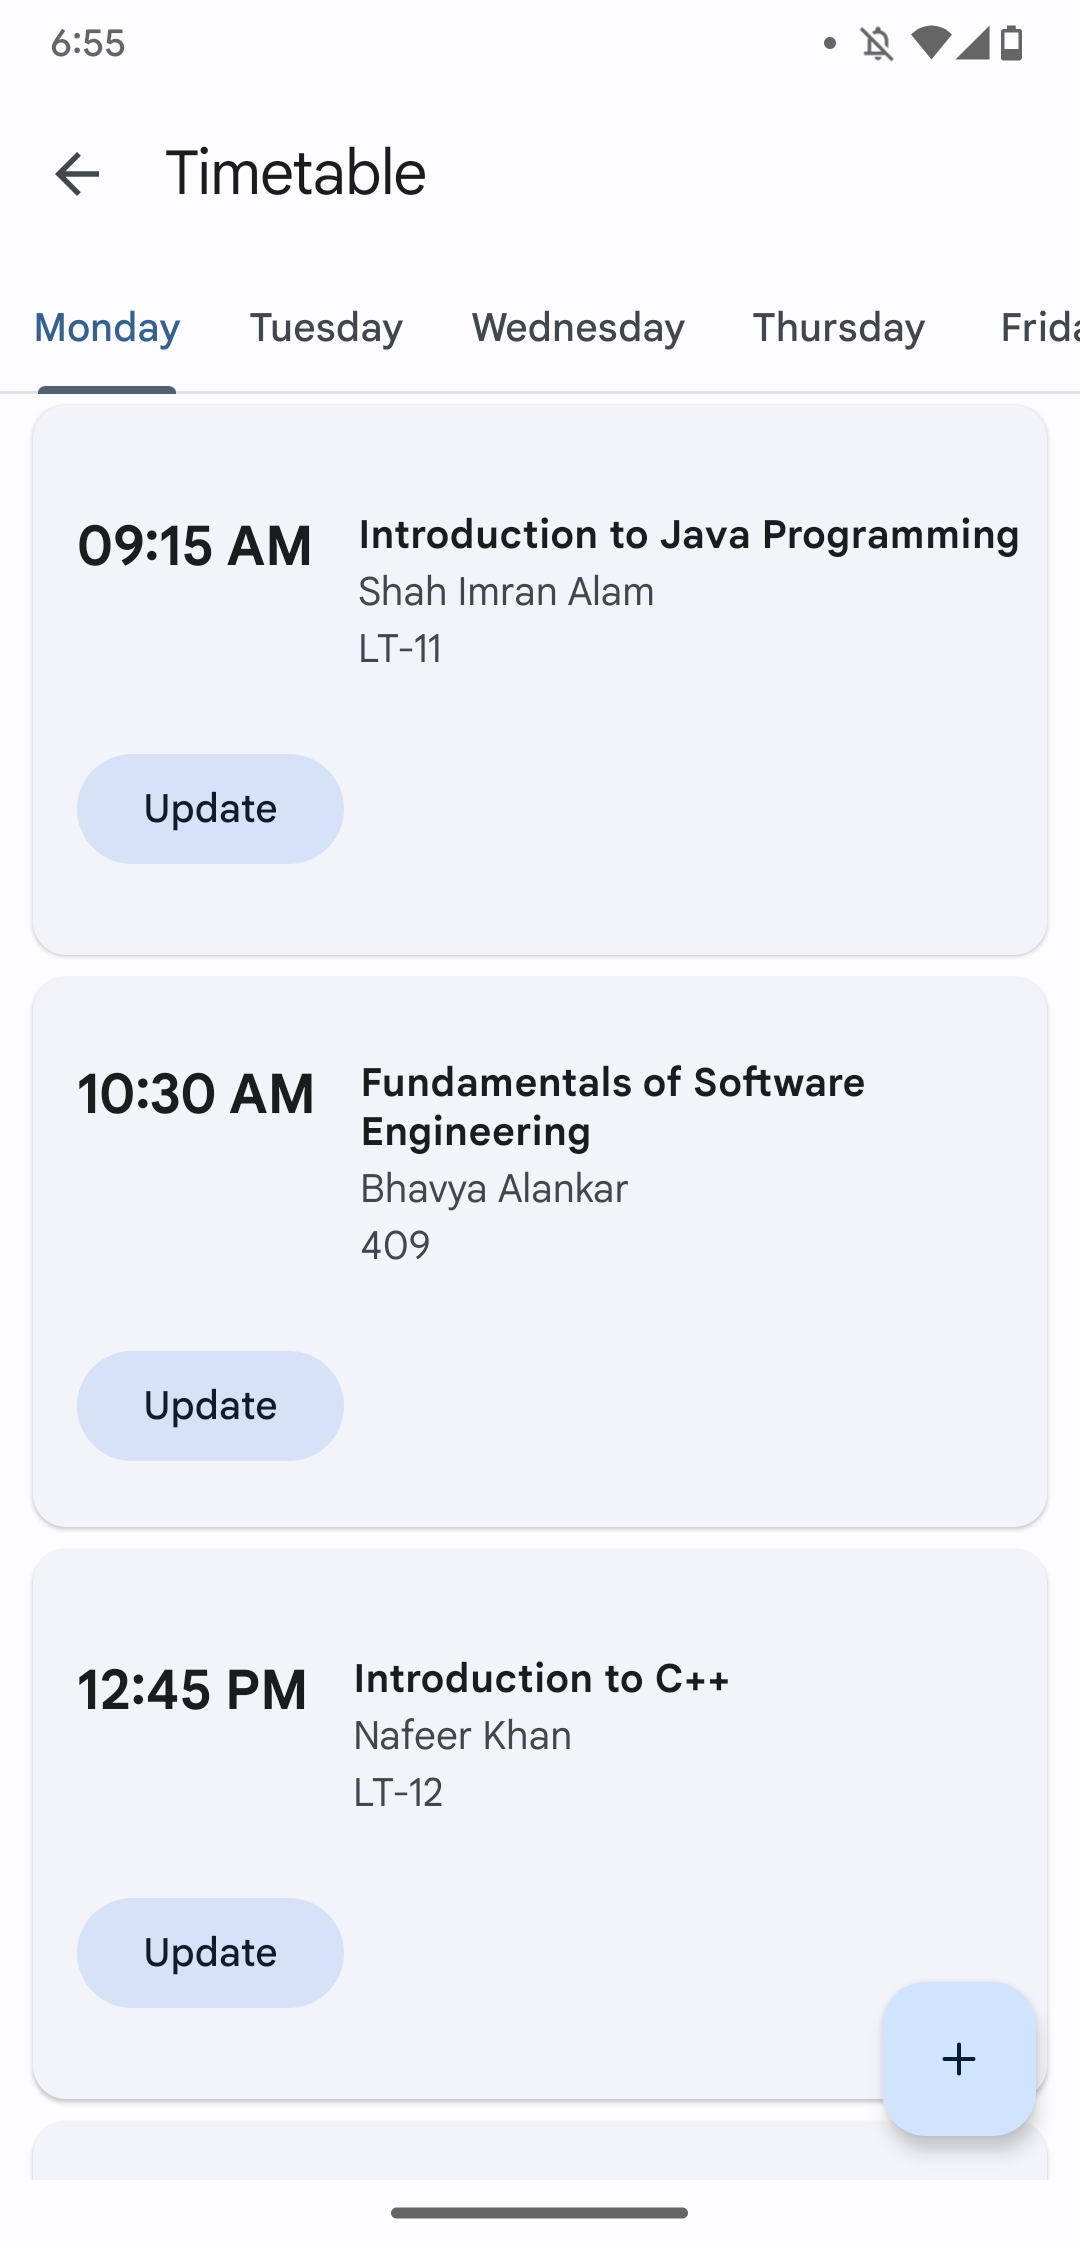 6:55
Timetable
Monday Tuesday Wednesday Thursday Frida
09:15 AM
Introduction to Java Programming
Shah Imran Alam
LT-11
Update
10:30 AM
Fundamentals of Software
Engineering
Bhavya Alankar
409
Update
12:45 PM
Introduction to C++
Nafeer Khan
LT-12
Update
+